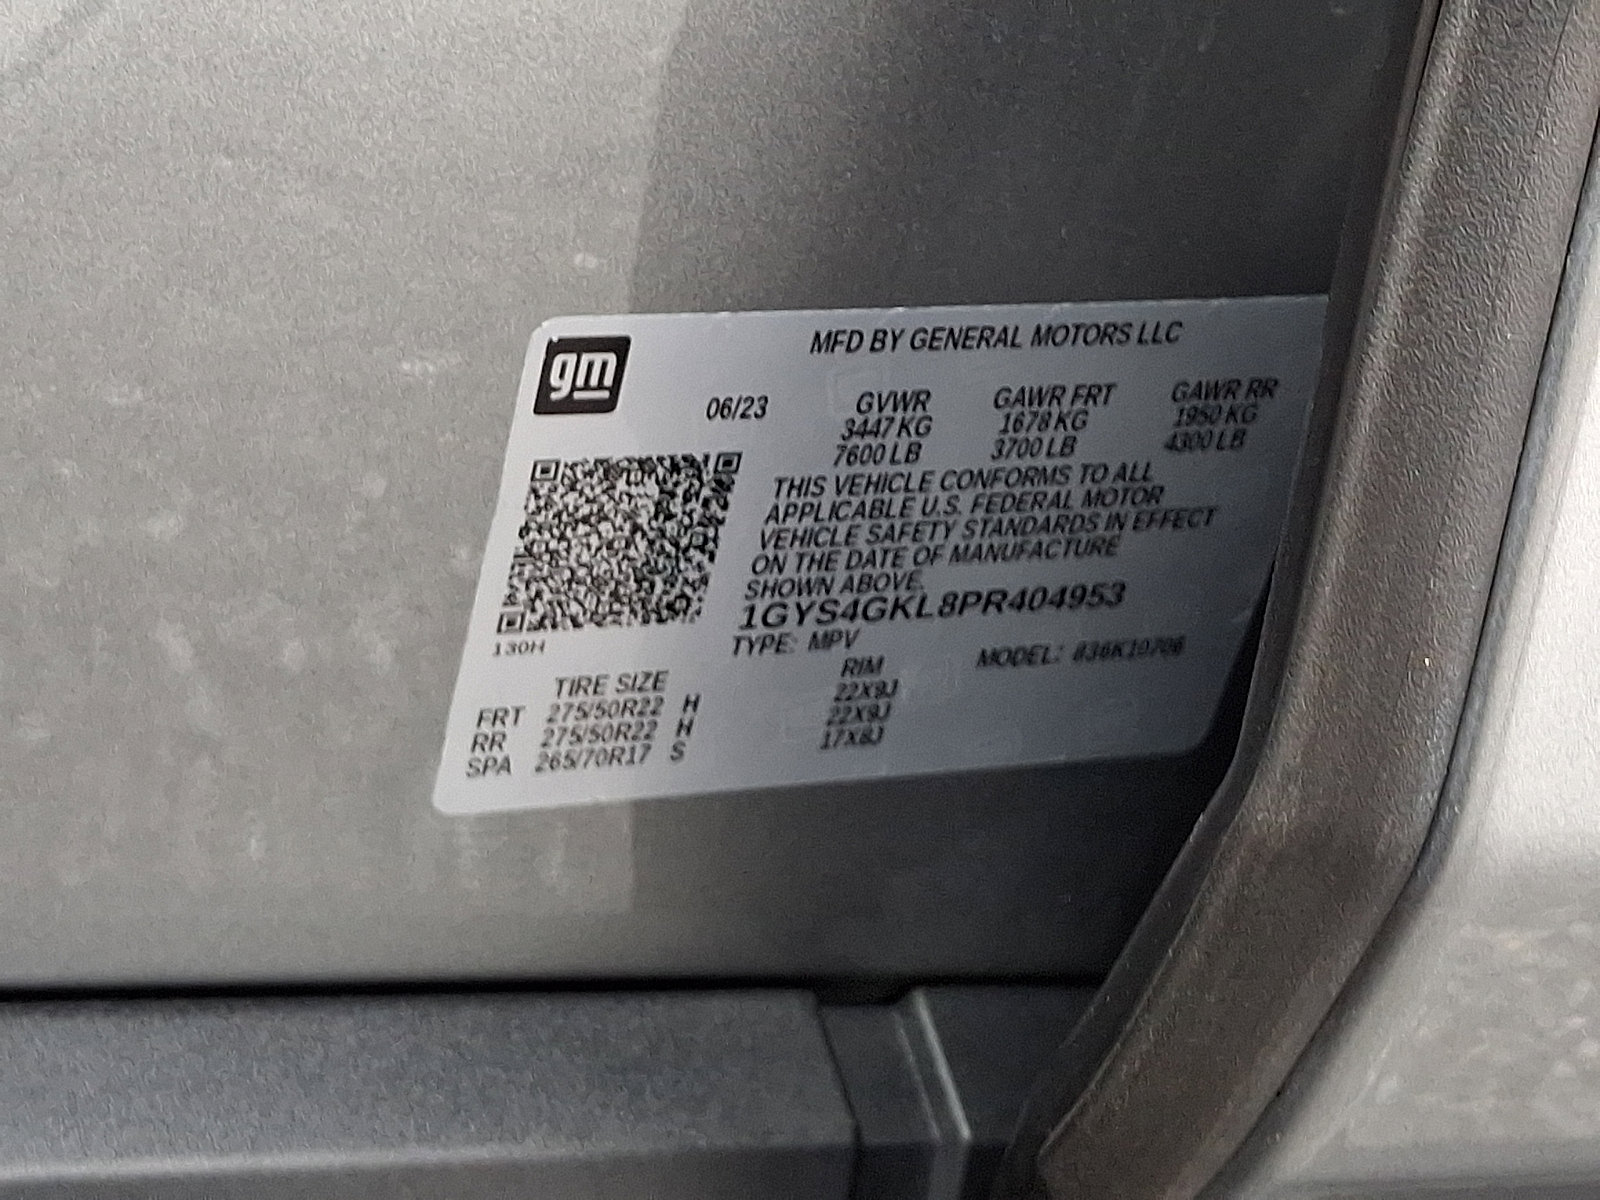 gm
MFD BY GENERAL MOTORS LLC
06/23
GVWR GAWR FRT GAWR RR
3447 KG 1678 KG 1950 KG
7600 LB 3700 LB 4300 LB
THIS VEHICLE CONFORMS TO ALL
APPLICABLE U.S. FEDERAL MOTOR
VEHICLE SAFETY STANDARDS IN EFFECT
ON THE DATE OF MANUFACTURE
SHOWN ABOVE.
1GYS4GKL8PR404953
130H
TYPE: MPV MODEL:
TIRE SIZE RIM
FRT 275/50R22 H 22X9J
RR 275/50R22 H 22X9J
SPA 265/70R17 S 17X8J